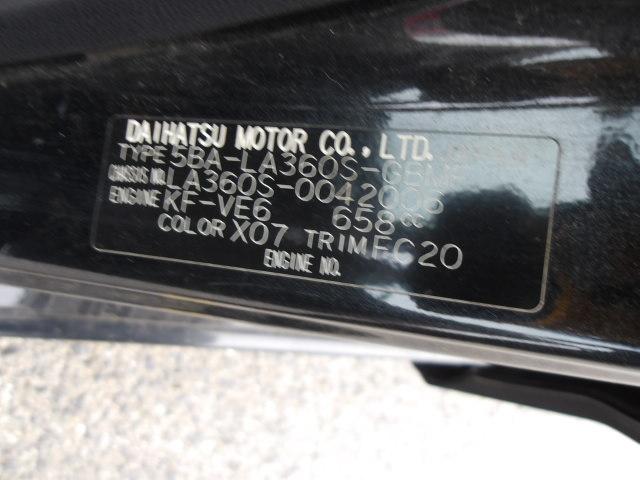 DAIHATSU MOTOR CO., LTD.
TYPE 5BA-LA360S-GBMF
CHASSIS NO. LA360S-0042006
ENGINE KF-VE6 658cc
COLOR X07 TRIM FC20
ENGINE NO.